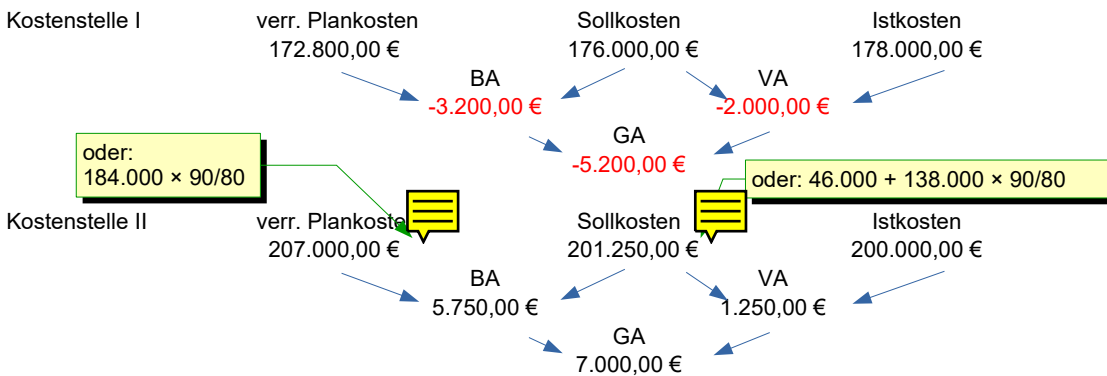 Kostenstelle I verr. Plankosten Sollkosten Istkosten
172.800,00 € 176.000,00 € 178.000,00 €
BA VA
-3.200,00 € -2.000,00 €
GA
-5.200,00 €
oder:
184.000 × 90/80
oder: 46.000 + 138.000 × 90/80
Kostenstelle II verr. Plankosten Sollkosten Istkosten
207.000,00 € 201.250,00 € 200.000,00 €
BA VA
5.750,00 € 1.250,00 €
GA
7.000,00 €